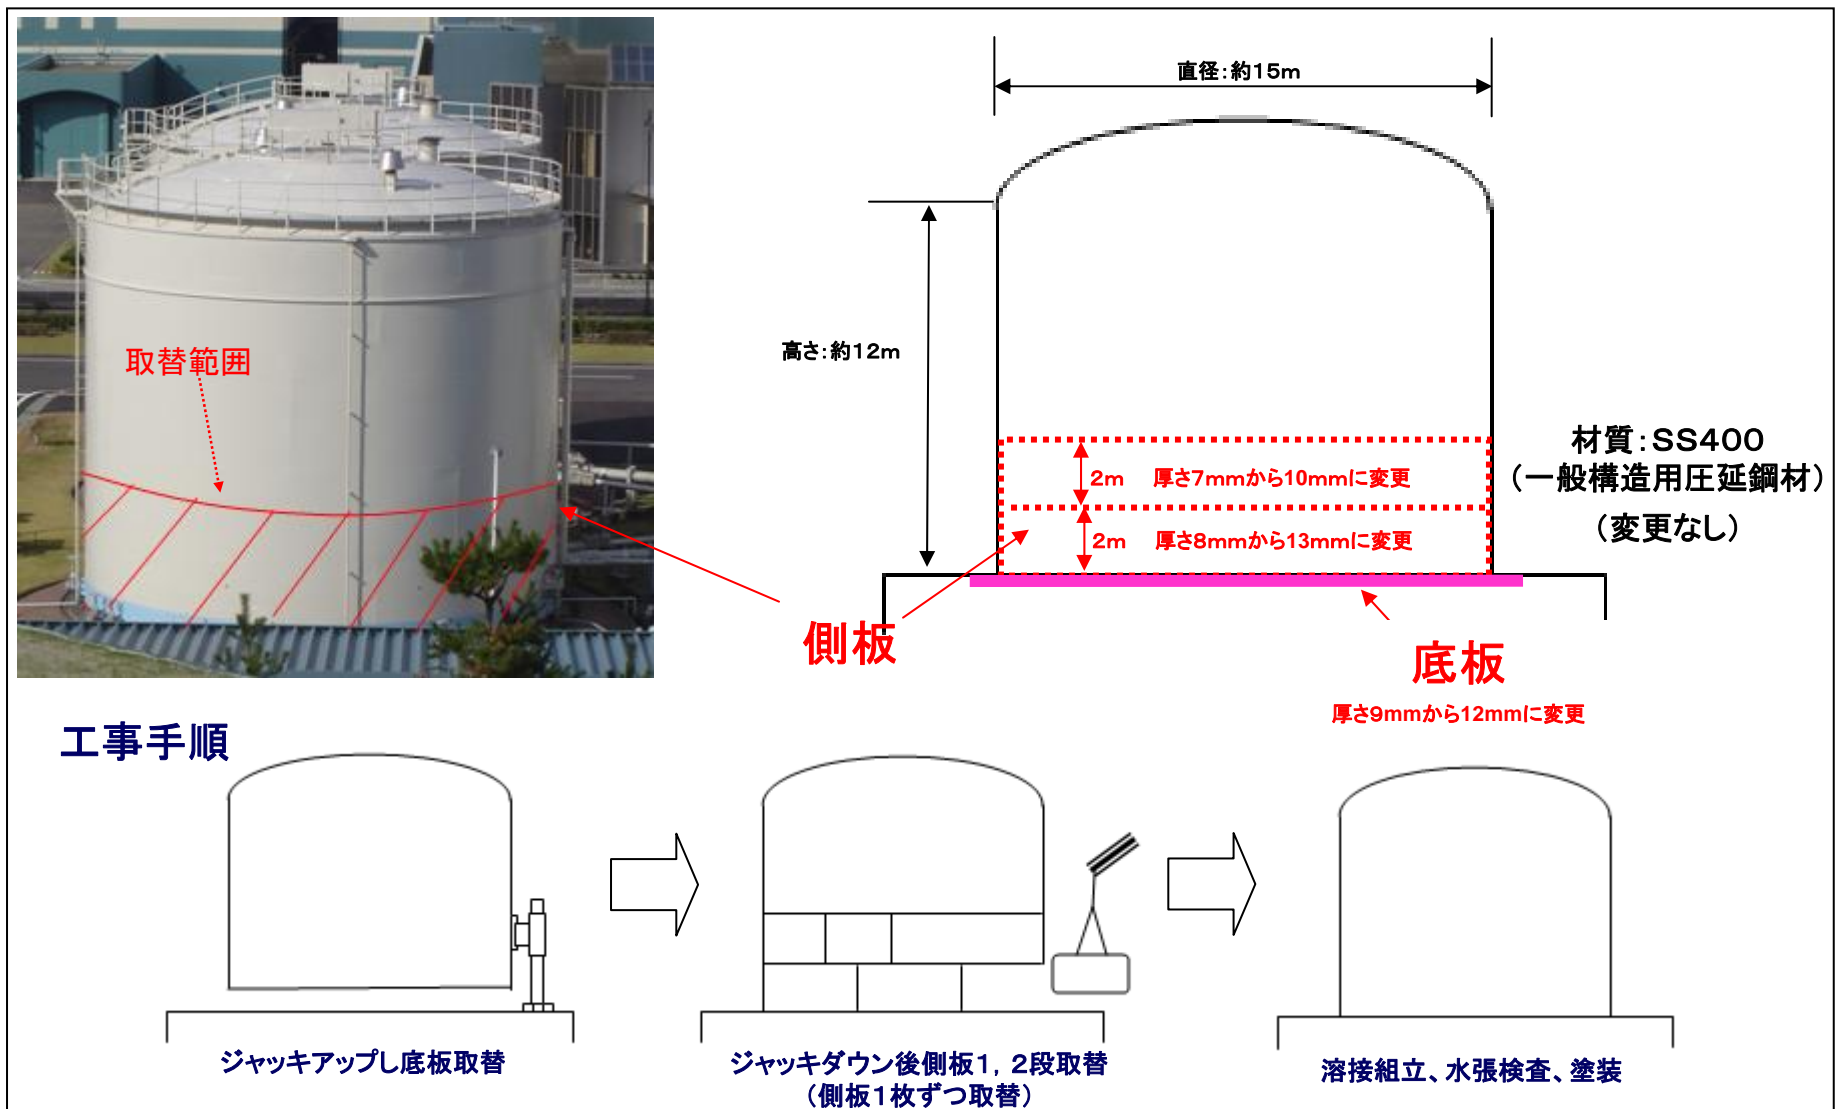 取替範囲
直径：約15m
高さ：約12m
2m 厚さ7mmから10mmに変更
2m 厚さ8mmから13mmに変更
材質：SS400
（一般構造用圧延鋼材）
（変更なし）
側板
底板
厚さ9mmから12mmに変更
工事手順
ジャッキアップし底板取替
ジャッキダウン後側板1，2段取替
（側板1枚ずつ取替）
溶接組立、水張検査、塗装